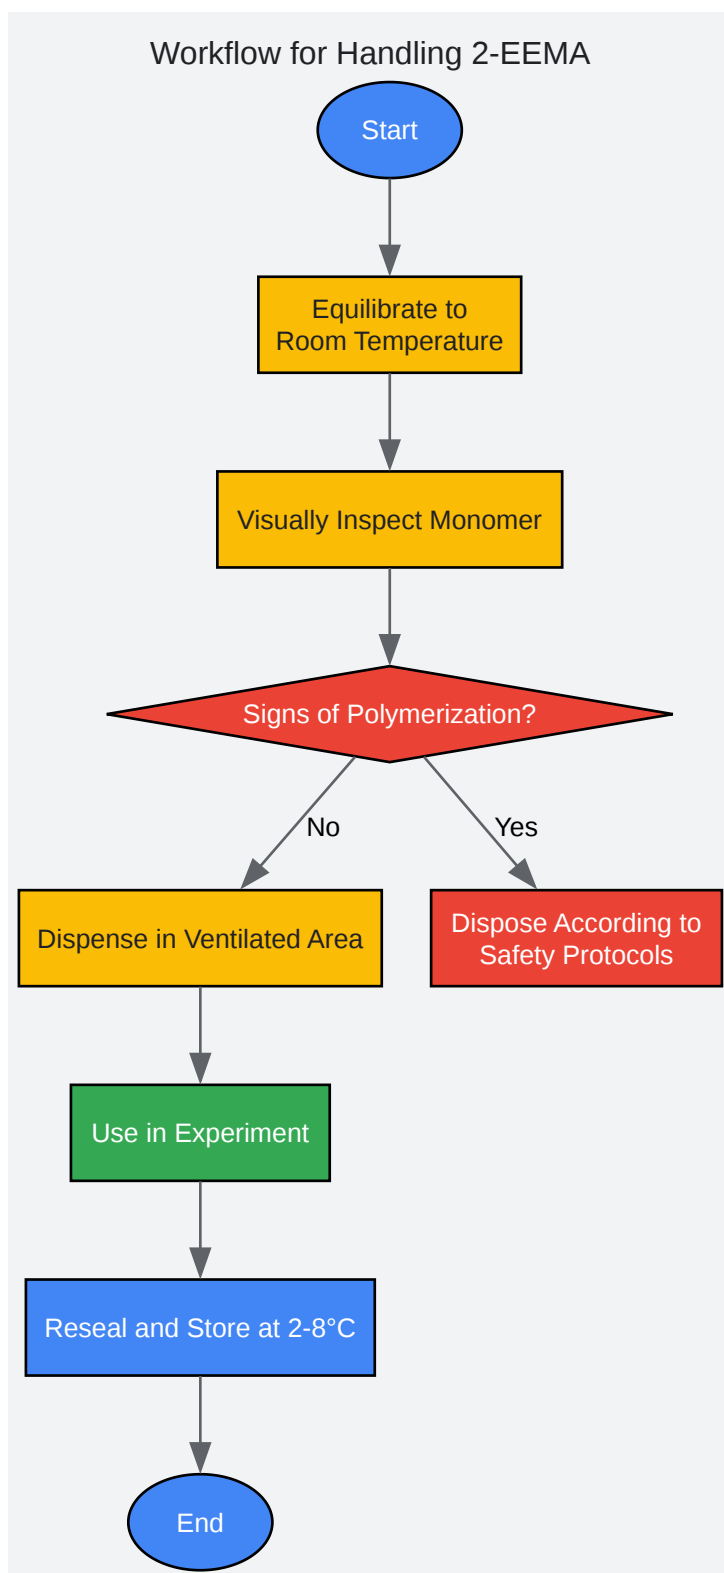 Workflow for Handling 2-EEMA
Start
Equilibrate to
Room Temperature
Visually Inspect Monomer
Signs of Polymerization?
No
Yes
Dispense in Ventilated Area
Dispose According to
Safety Protocols
Use in Experiment
Reseal and Store at 2-8°C
End